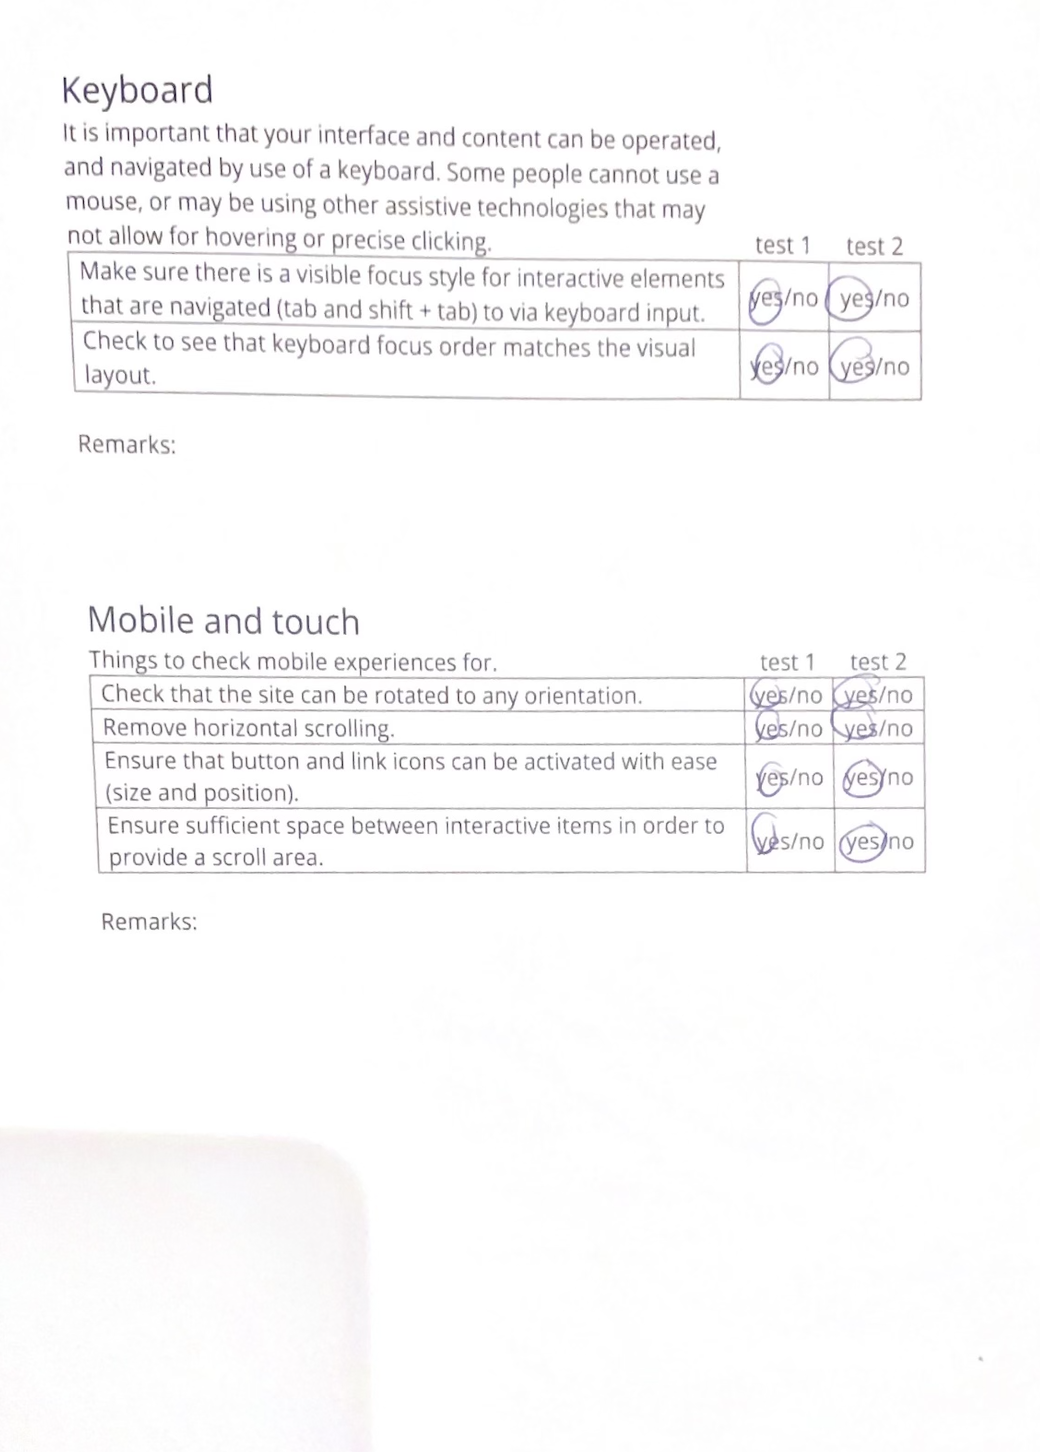 Keyboard
It is important that your interface and content can be operated,
and navigated by use of a keyboard. Some people cannot use a
mouse, or may be using other assistive technologies that may
not allow for hovering or precise clicking. test 1 test 2
Make sure there is a visible focus style for interactive elements
that are navigated (tab and shift + tab) to via keyboard input. yes/no yes/no
Check to see that keyboard focus order matches the visual
layout. yes/no yes/no
Remarks:
Mobile and touch
Things to check mobile experiences for. test 1 test 2
Check that the site can be rotated to any orientation. yes/no yes/no
Remove horizontal scrolling. yes/no yes/no
Ensure that button and link icons can be activated with ease
(size and position). yes/no yes/no
Ensure sufficient space between interactive items in order to
provide a scroll area. yes/no yes/no
Remarks: